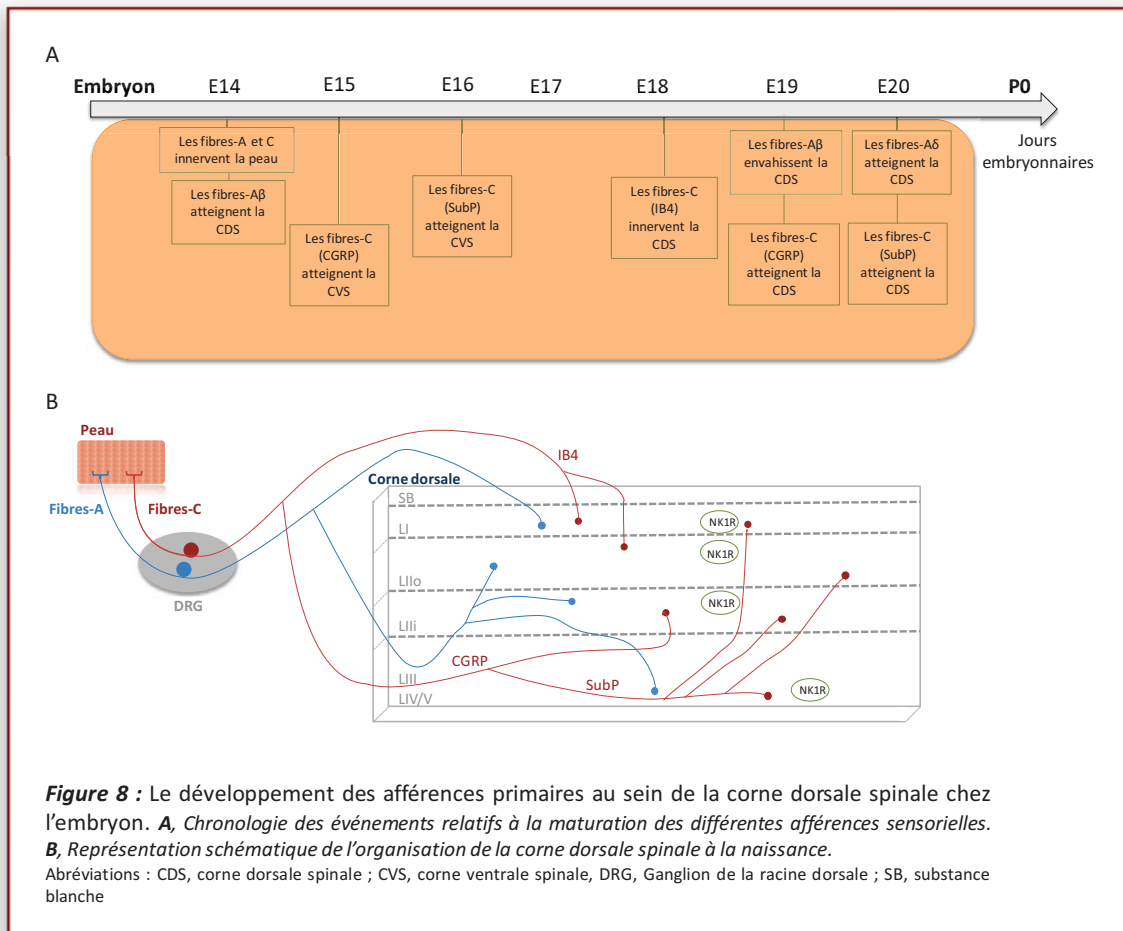 A
Embryon E14 E15 E16 E17 E18 E19 E20 P0
Jours
embryonnaires
Les fibres-A et C
innervent la peau
Les fibres-Aβ
atteignent la
CDS
Les fibres-C
(CGRP)
atteignent la
CVS
Les fibres-C
(SubP)
atteignent la
CVS
Les fibres-C
(IB4)
innervent la
CDS
Les fibres-Aβ
envahissent la
CDS
Les fibres-C
(CGRP)
atteignent la
CDS
Les fibres-Aδ
atteignent la
CDS
Les fibres-C
(SubP)
atteignent la
CDS
B
Peau
Fibres-A
Fibres-C
DRG
Corne dorsale
IB4
SB
LI
NK1R
NK1R
LIIo
NK1R
LIIi
CGRP
LIII
SubP
NK1R
LIV/V
Figure 8 : Le développement des afférences primaires au sein de la corne dorsale spinale chez
l’embryon. A, Chronologie des événements relatifs à la maturation des différentes afférences sensorielles.
B, Représentation schématique de l’organisation de la corne dorsale spinale à la naissance.
Abréviations : CDS, corne dorsale spinale ; CVS, corne ventrale spinale, DRG, Ganglion de la racine dorsale ; SB, substance
blanche